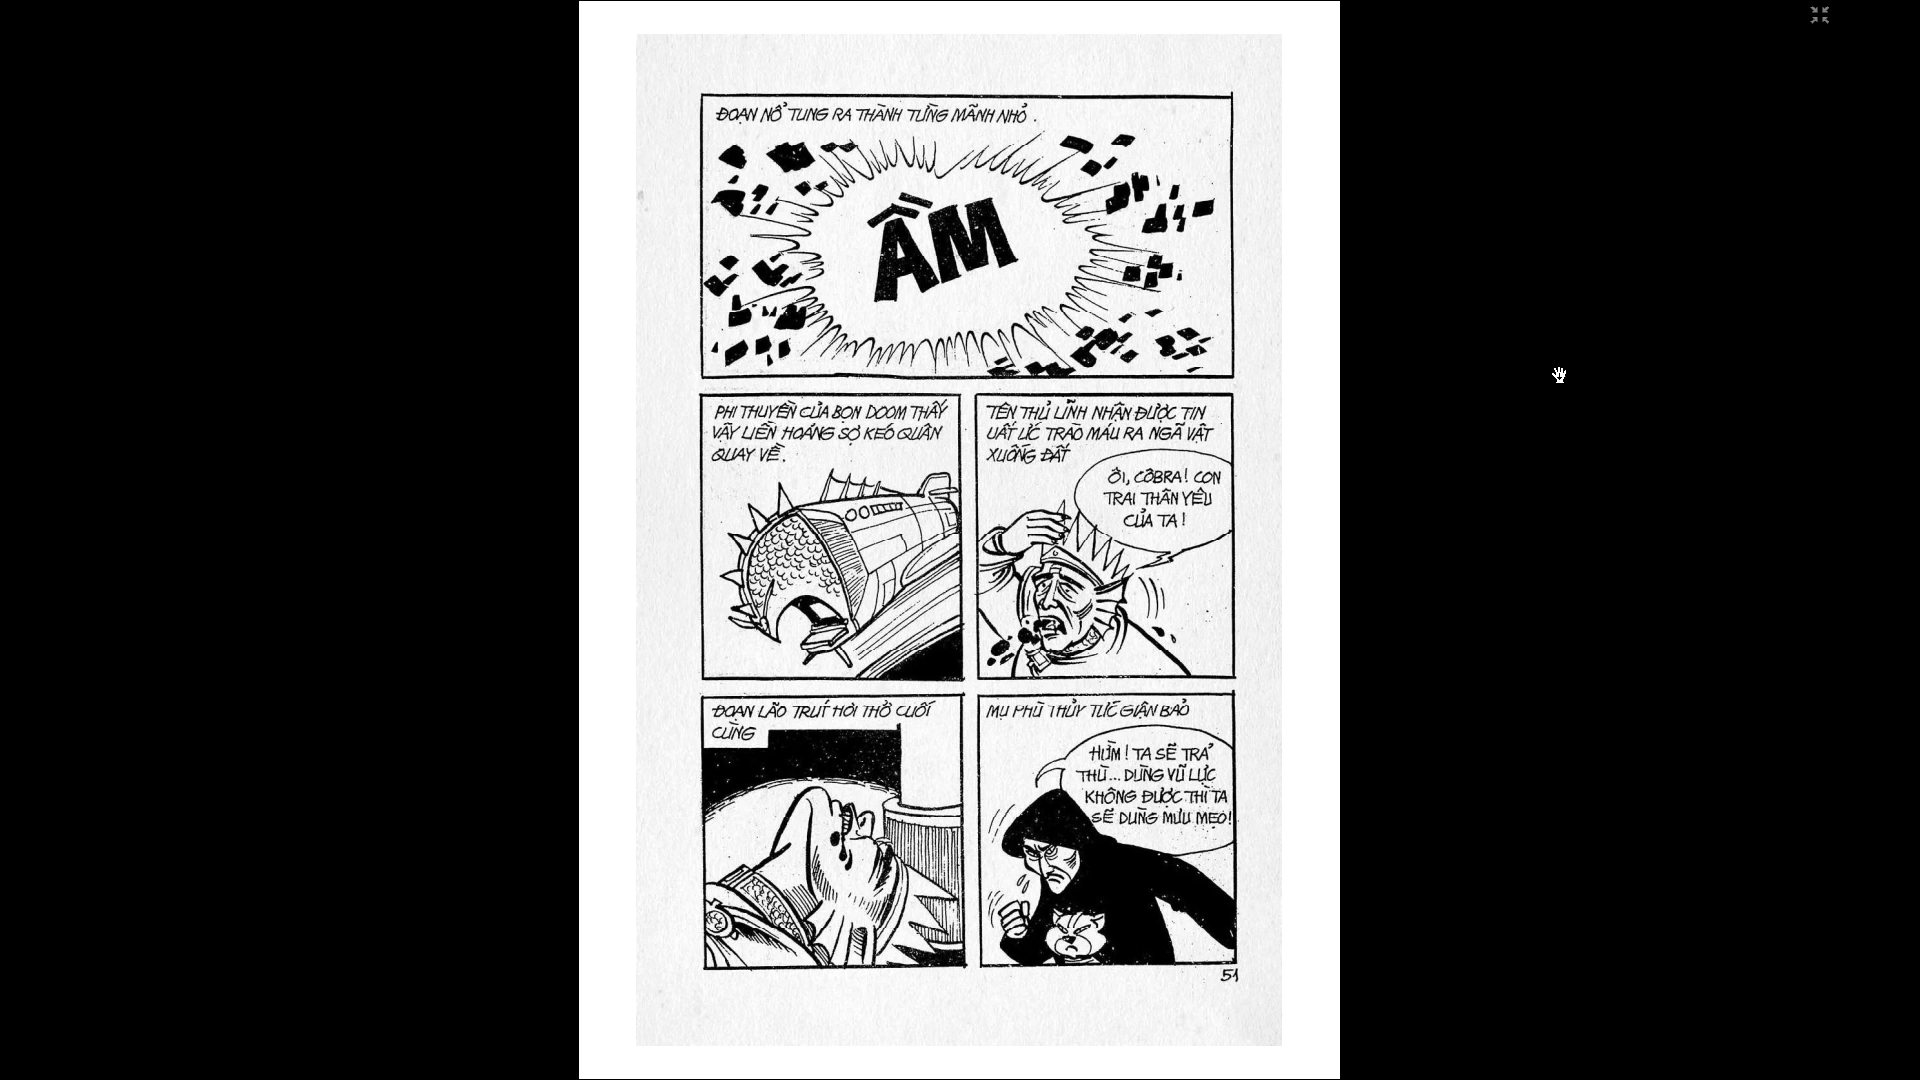 ĐOẠN NỔ TUNG RA THÀNH TỪNG MÃNH NHỎ.
ẦM
PHI THUYỀN CỦA BỌN DOOM THẤY
VẬY LIỀN HOẢNG SỢ KÉO QUÂN
QUAY VỀ.
TÊN THỦ LĨNH NHẬN ĐƯỢC TIN
UẤT ỨC TRÀO MÁU RA NGÃ VẬT
XUỐNG ĐẤT
ÔI, CÔBRA! CON
TRAI THÂN YÊU
CỦA TA!
ĐOẠN LÃO TRÚT HƠI THỞ CUỐI
CÙNG
MỤ PHÙ THỦY TỨC GIẬN BẢO
HỪM! TA SẼ TRẢ
THÙ... DÙNG VŨ LỰC
KHÔNG ĐƯỢC THÌ TA
SẼ DÙNG MƯU MẸO!
51